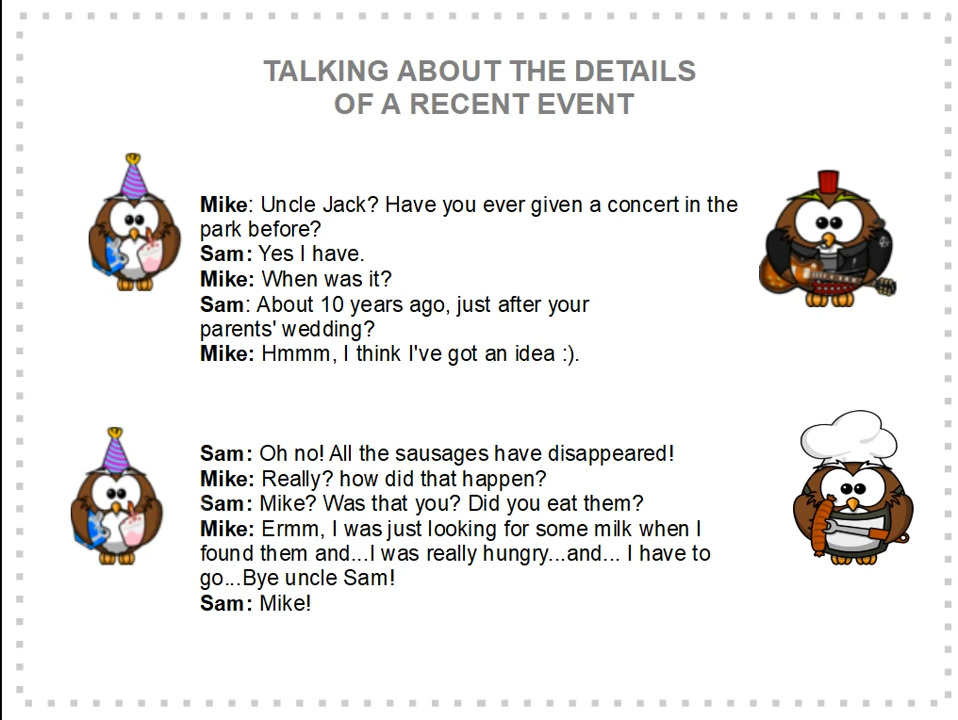 TALKING ABOUT THE DETAILS
OF A RECENT EVENT
Mike: Uncle Jack? Have you ever given a concert in the
park before?
Sam: Yes I have.
Mike: When was it?
Sam: About 10 years ago, just after your
parents' wedding?
Mike: Hmmm, I think I've got an idea :).
Sam: Oh no! All the sausages have disappeared!
Mike: Really? how did that happen?
Sam: Mike? Was that you? Did you eat them?
Mike: Ermm, I was just looking for some milk when I
found them and...I was really hungry...and... I have to
go...Bye uncle Sam!
Sam: Mike!